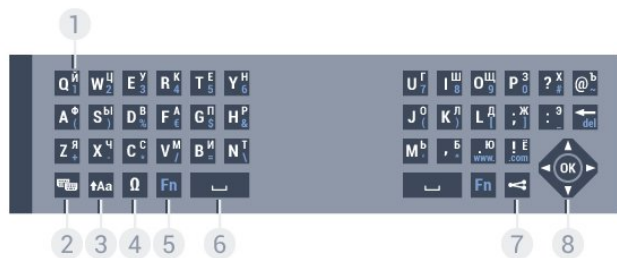 1
Q Й 1 W Ц 2 E У 3 R К 4 T Е 5 Y Н 6 U Г 7 I Ш 8 O Щ 9 P З 0 ? Х # @ Ъ ~
A Ф ( S Ы ) D В % F А € G П $ H Р & J О ( K Л ) L Д [ ; Ж ] : Э _ del
Z Я + X Ч - C С * V М / B И = N Т \ M Ь ' , Б . Ю www. ! Ё .com
Aa Ω Fn Fn OK
2 3 4 5 6 7 8